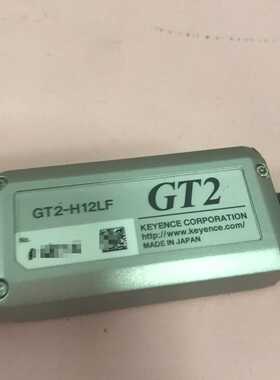 GT2-H12LF
GT2
KEYENCE CORPORATION
http://www.keyence.com/
MADE IN JAPAN